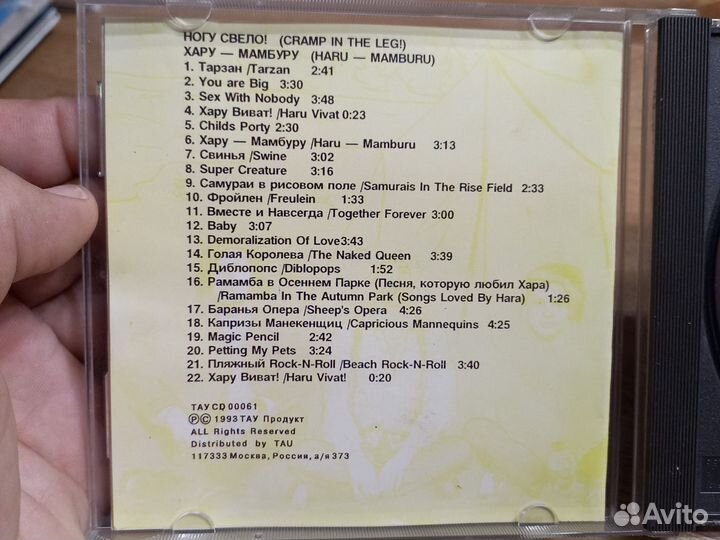 НОГУ СВЕЛО! (CRAMP IN THE LEG!)
ХАРУ — МАМБУРУ (HARU — MAMBURU)
1. Тарзан /Tarzan 2:41
2. You are Big 3:30
3. Sex With Nobody 3:48
4. Хару Виват! /Haru Vivat 0:23
5. Childs Porty 2:30
6. Хару — Мамбуру /Haru — Mamburu 3:13
7. Свинья /Swine 3:02
8. Super Creature 3:16
9. Самураи в рисовом поле /Samurais In The Rise Field 2:33
10. Фройлен /Freulein 1:33
11. Вместе и Навсегда /Together Forever 3:00
12. Baby 3:07
13. Demoralization Of Love3:43
14. Голая Королева /The Naked Queen 3:39
15. Диблопопс /Diblopops 1:52
16. Рамамба в Осеннем Парке (Песня, которую любил Хара)
/Ramamba In The Autumn Park (Songs Loved By Hara) 1:26
17. Баранья Опера /Sheep's Opera 4:26
18. Капризы Манекенщиц /Capricious Mannequins 4:25
19. Magic Pencil 2:42
20. Petting My Pets 3:24
21. Пляжный Rock-N-Roll /Beach Rock-N-Roll 3:40
22. Хару Виват! /Haru Vivat! 0:20
ТАУ CD 00061
Ⓟ© 1993 ТАУ Продукт
ALL Rights Reserved
Distributed by TAU
117333 Москва, Россия, а/я 373
Avito